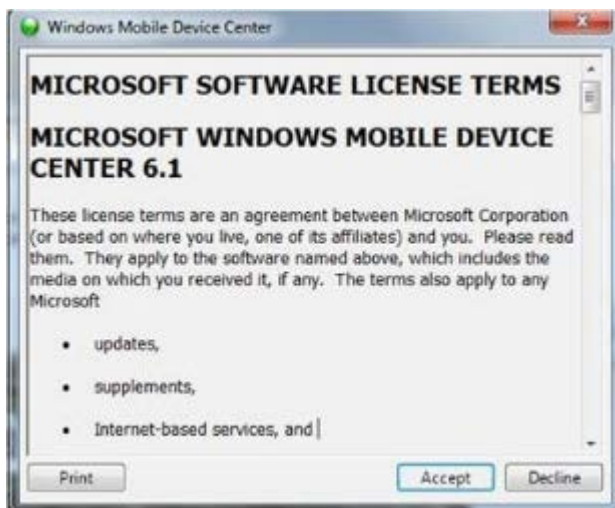 Windows Mobile Device Center
MICROSOFT SOFTWARE LICENSE TERMS
MICROSOFT WINDOWS MOBILE DEVICE
CENTER 6.1
These license terms are an agreement between Microsoft Corporation
(or based on where you live, one of its affiliates) and you.  Please read
them.  They apply to the software named above, which includes the
media on which you received it, if any.  The terms also apply to any
Microsoft
• updates,
• supplements,
• Internet-based services, and
Print Accept Decline